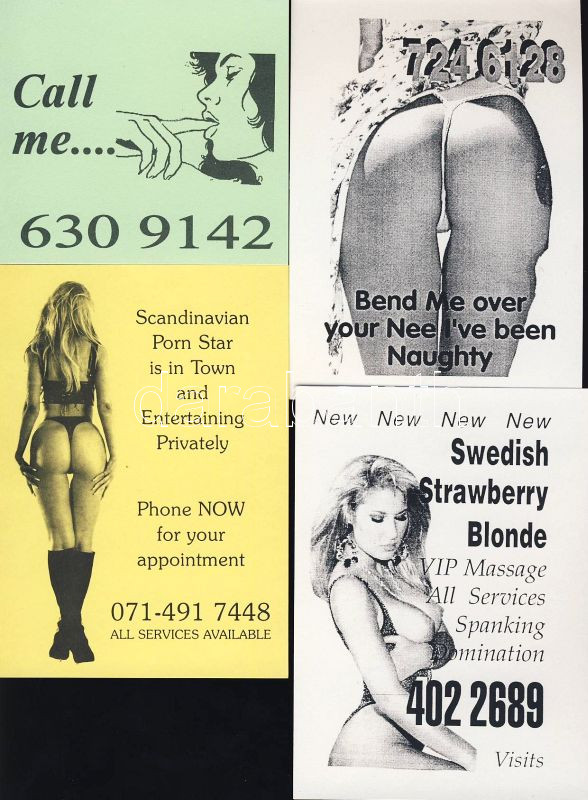 Call
me....
630 9142
724 6128
Bend Me over
your Nee I've been
Naughty
Scandinavian
Porn Star
is in Town
and
Entertaining
Privately
Phone NOW
for your
appointment
071-491 7448
ALL SERVICES AVAILABLE
New New New New
Swedish
Strawberry
Blonde
VIP Massage
All Services
Spanking
Domination
402 2689
Visits